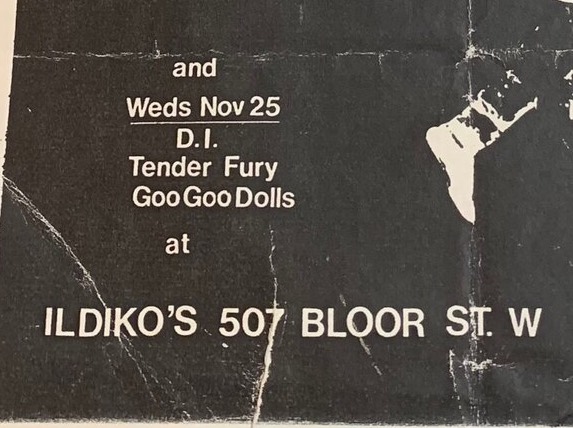 and
Weds Nov 25
D.I.
Tender Fury
Goo Goo Dolls
at
ILDIKO'S 507 BLOOR ST. W